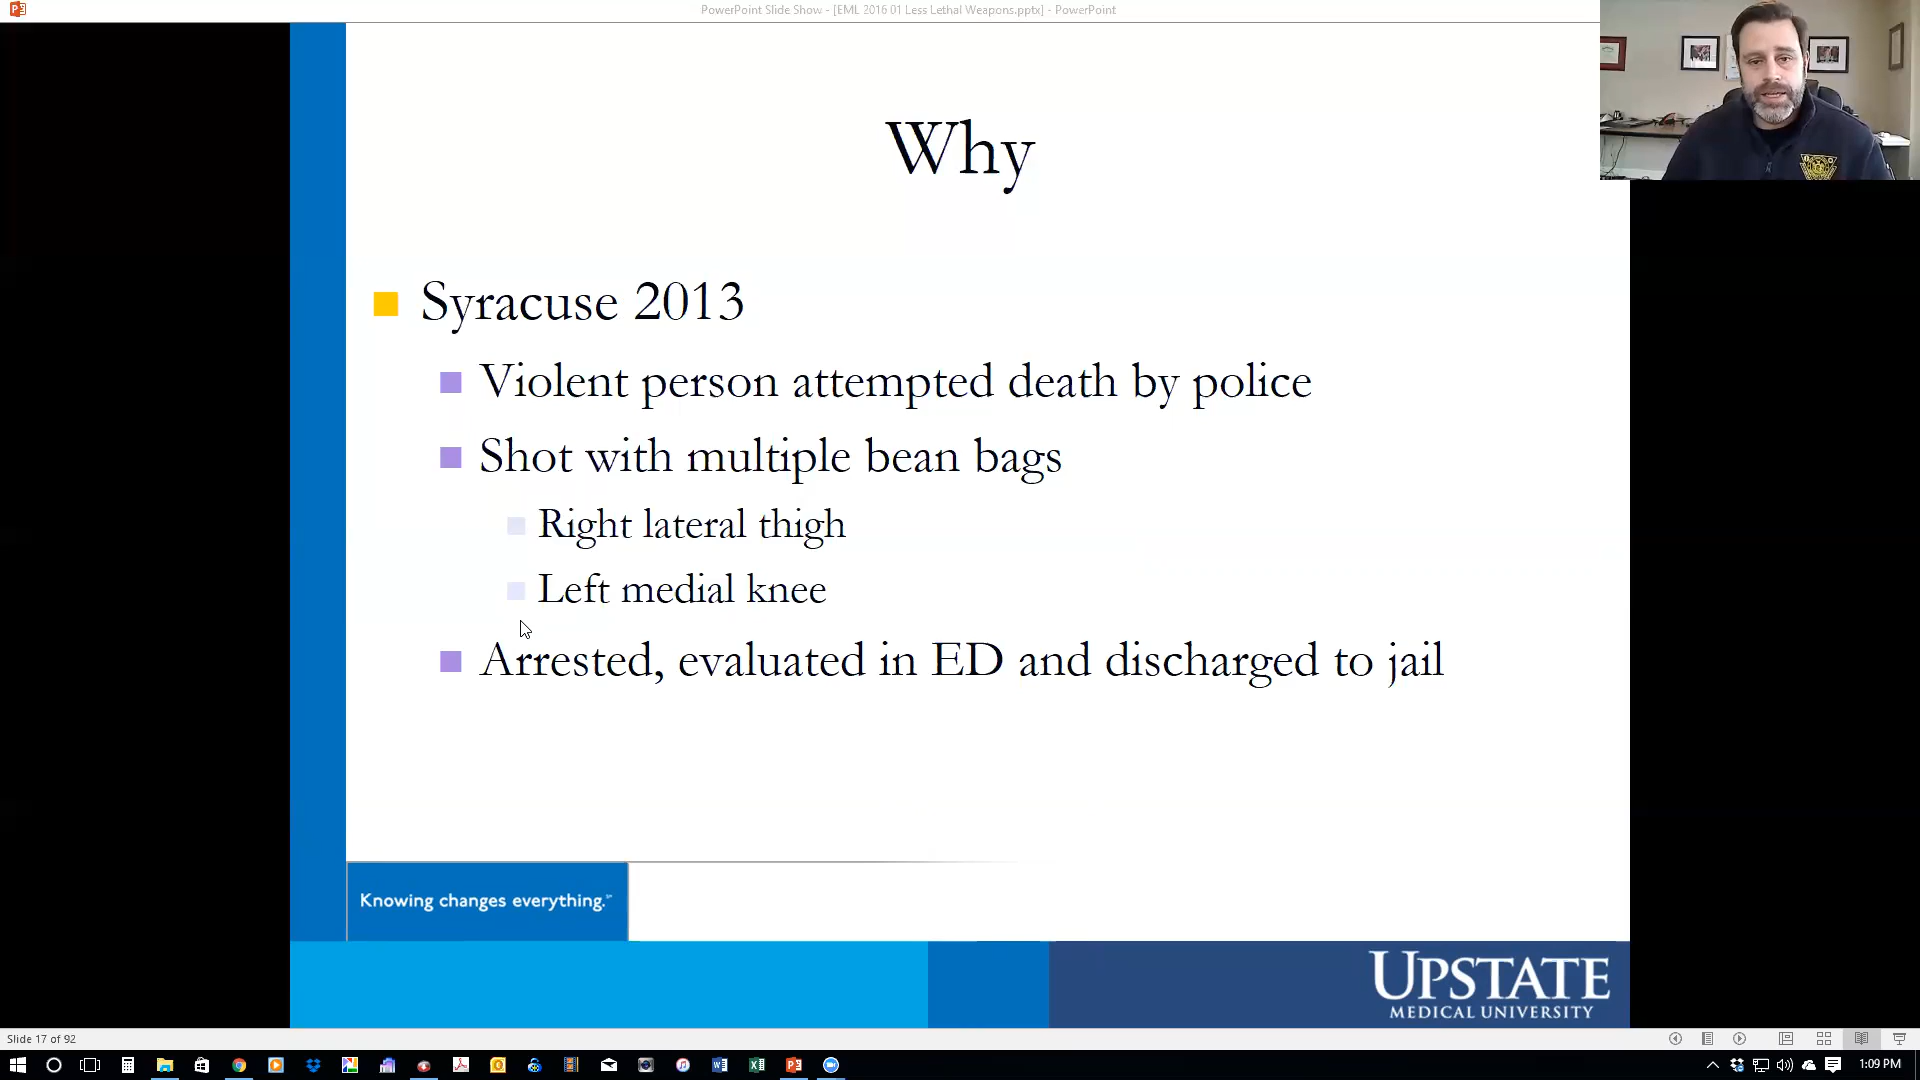 PowerPoint Slide Show - [EML 2016 01 Less Lethal Weapons.pptx] - PowerPoint
Why
Syracuse 2013
Violent person attempted death by police
Shot with multiple bean bags
Right lateral thigh
Left medial knee
Arrested, evaluated in ED and discharged to jail
Knowing changes everything.℠
UPSTATE
MEDICAL UNIVERSITY
Slide 17 of 92
1:09 PM